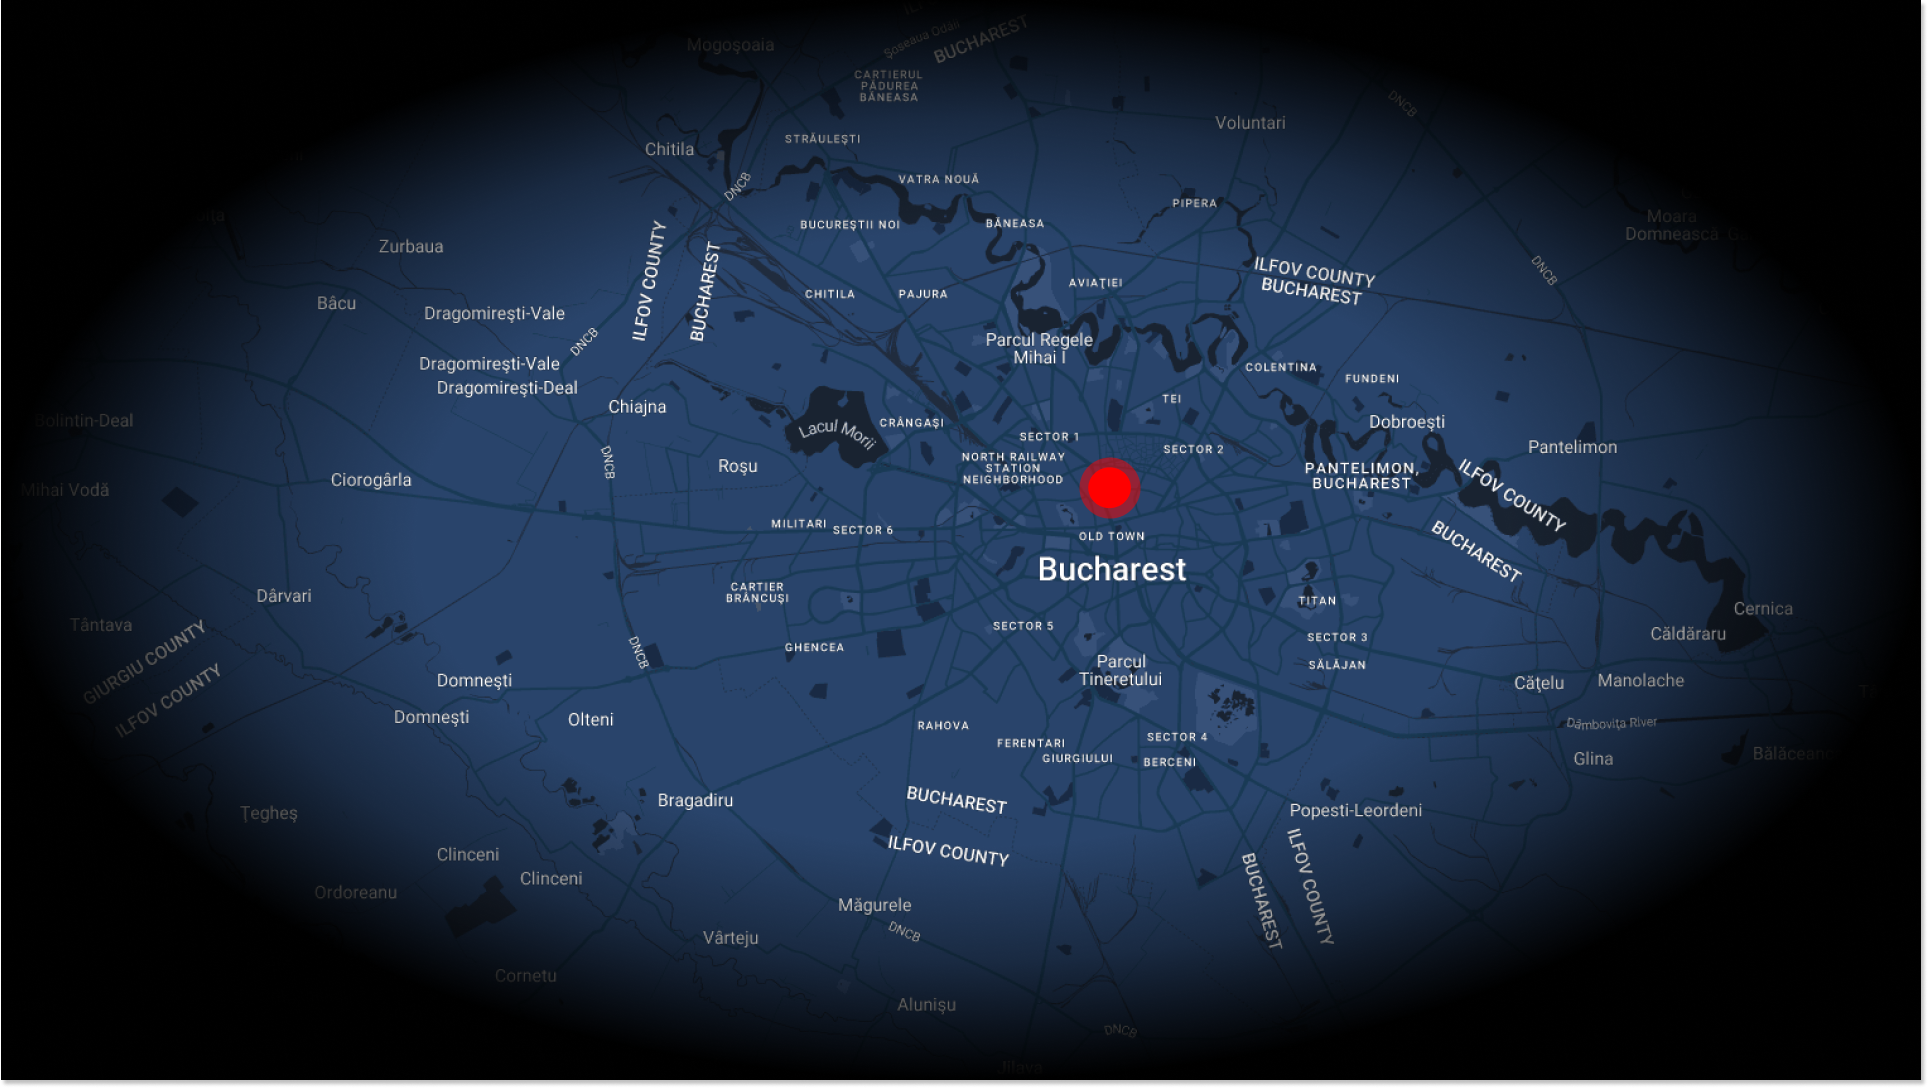 Şoseaua Odăii
BUCHAREST
Mogoşoaia
CARTIERUL
PĂDUREA
BĂNEASA
DNCB
Voluntari
STRĂULEŞTI
Chitila
VATRA NOUĂ
DNCB
PIPERA
Moara
Domnească
BUCUREŞTII NOI
BĂNEASA
Zurbaua
ILFOV COUNTY
BUCHAREST
ILFOV COUNTY
BUCHAREST
DNCB
AVIAŢIEI
CHITILA
PAJURA
Bâcu
Dragomireşti-Vale
DNCB
Parcul Regele
Mihai I
Dragomireşti-Vale
COLENTINA
FUNDENI
Dragomireşti-Deal
Chiajna
TEI
Bolintin-Deal
Lacul Morii
CRÂNGAŞI
Dobroeşti
SECTOR 1
SECTOR 2
Pantelimon
DNCB
Roşu
NORTH RAILWAY
STATION
NEIGHBORHOOD
PANTELIMON,
BUCHAREST
ILFOV COUNTY
BUCHAREST
Ciorogârla
Mihai Vodă
MILITARI
SECTOR 6
OLD TOWN
Bucharest
CARTIER
BRÂNCUŞI
Dârvari
TITAN
Cernica
Tântava
GIURGIU COUNTY
ILFOV COUNTY
SECTOR 5
SECTOR 3
Căldăraru
DNCB
GHENCEA
Parcul
Tineretului
SĂLĂJAN
Domneşti
Căţelu
Manolache
Domneşti
Olteni
RAHOVA
Dâmboviţa River
FERENTARI
SECTOR 4
GIURGIULUI
BERCENI
Glina
Bălăceanc
Bragadiru
BUCHAREST
ILFOV COUNTY
Popesti-Leordeni
Ţegheş
BUCHAREST
ILFOV COUNTY
Clinceni
Clinceni
Ordoreanu
Măgurele
DNCB
Vârteju
Cornetu
Alunişu
DNCB
Jilava